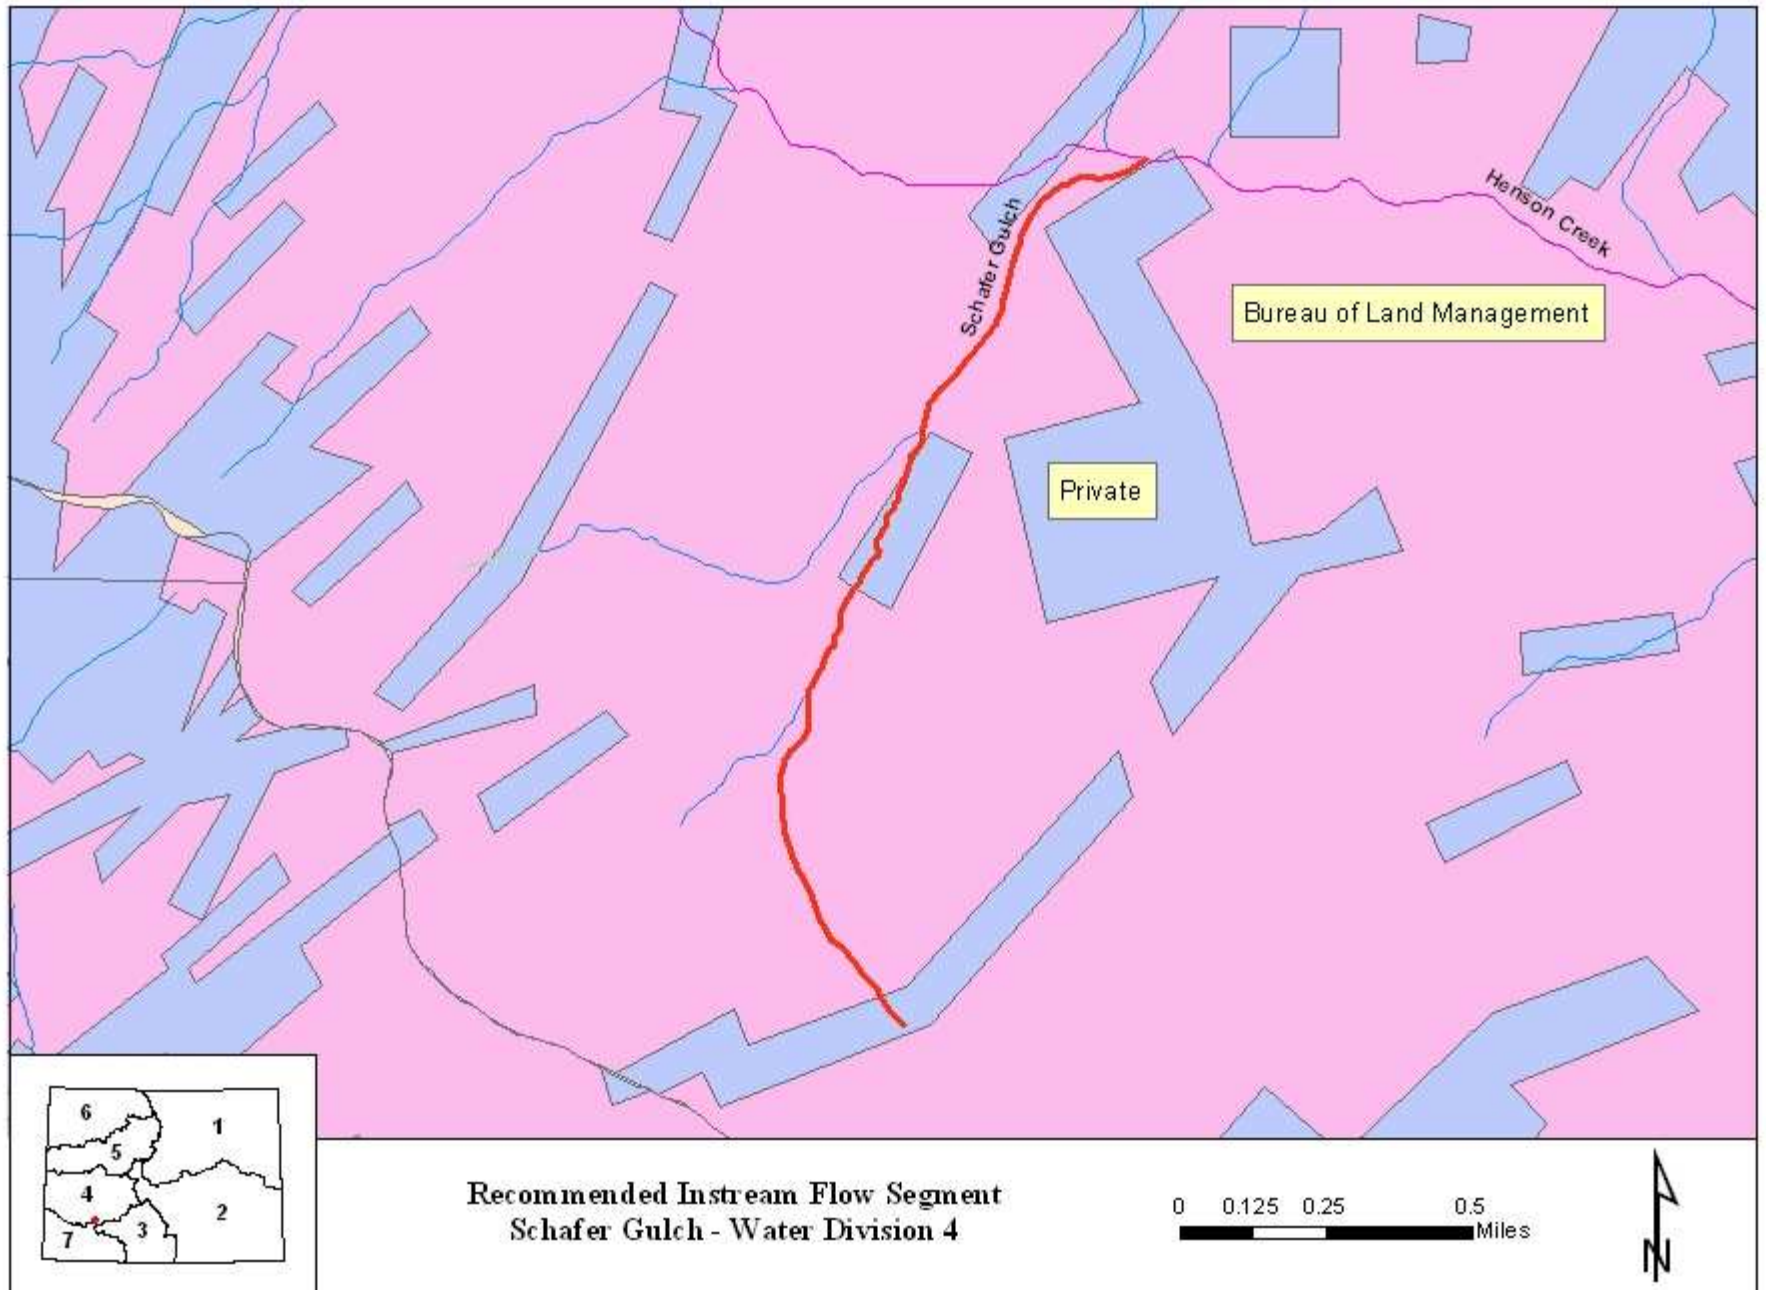 Schafer Gulch
Henson Creek
Bureau of Land Management
Private
6
1
5
4
2
3
7
Recommended Instream Flow Segment
Schafer Gulch - Water Division 4
0 0.125 0.25 0.5
Miles
N